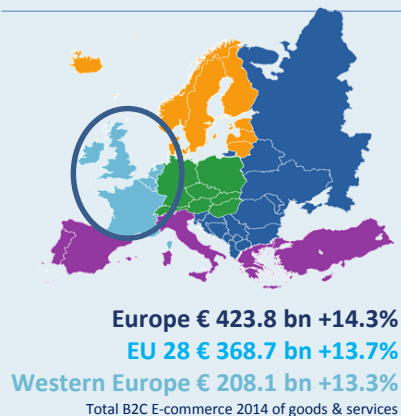 Europe € 423.8 bn +14.3%
EU 28 € 368.7 bn +13.7%
Western Europe € 208.1 bn +13.3%
Total B2C E-commerce 2014 of goods & services